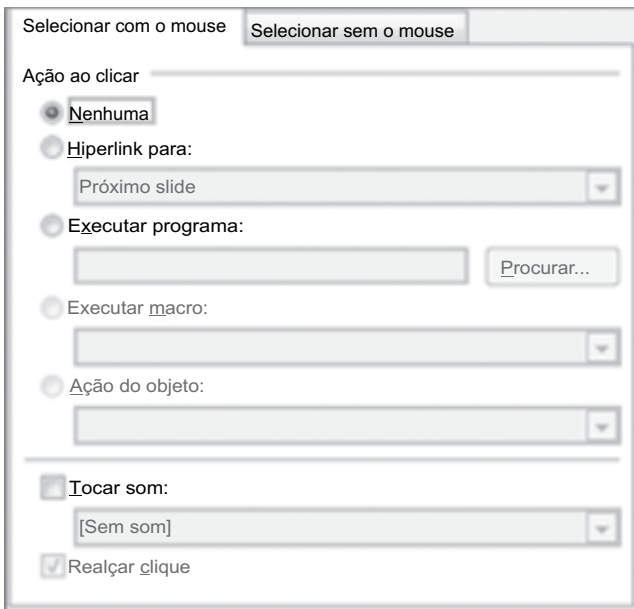 Selecionar com o mouse
Selecionar sem o mouse
Ação ao clicar
Nenhuma
Hiperlink para:
Próximo slide
Executar programa:
Procurar...
Executar macro:
Ação do objeto:
Tocar som:
[Sem som]
Realçar clique